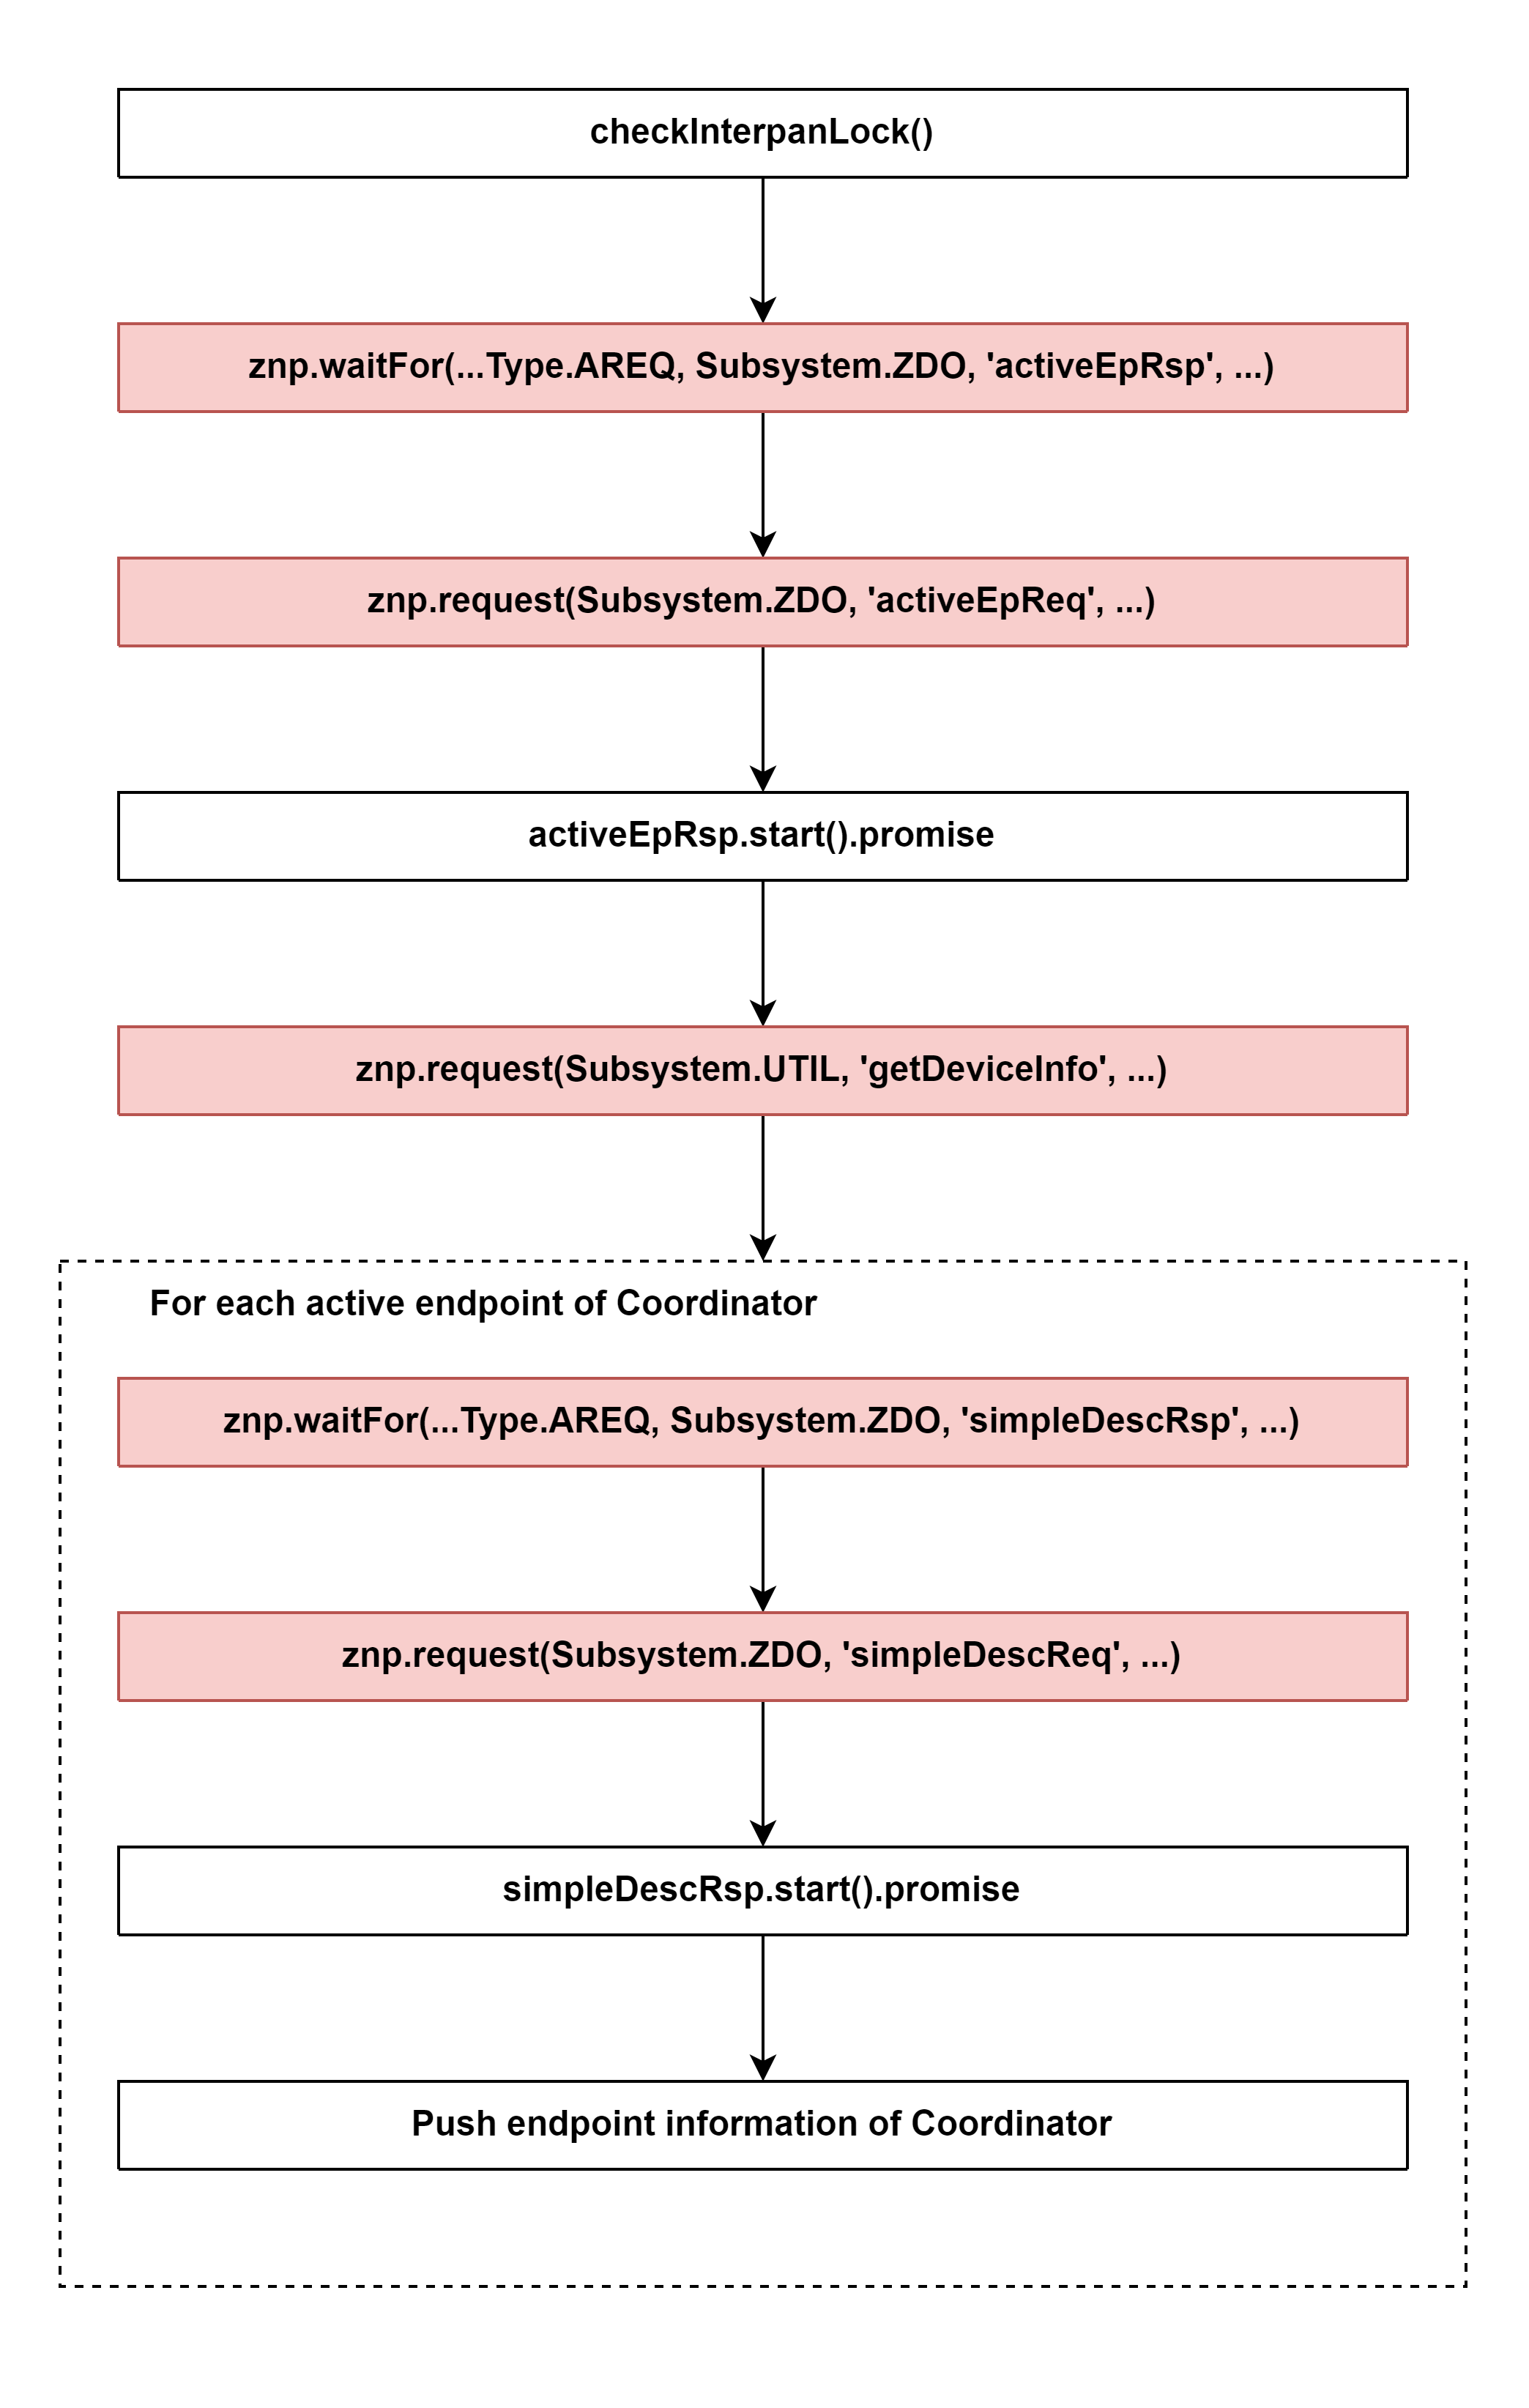 checkInterpanLock()
znp.waitFor(...Type.AREQ, Subsystem.ZDO, 'activeEpRsp', ...)
znp.request(Subsystem.ZDO, 'activeEpReq', ...)
activeEpRsp.start().promise
znp.request(Subsystem.UTIL, 'getDeviceInfo', ...)
For each active endpoint of Coordinator
znp.waitFor(...Type.AREQ, Subsystem.ZDO, 'simpleDescRsp', ...)
znp.request(Subsystem.ZDO, 'simpleDescReq', ...)
simpleDescRsp.start().promise
Push endpoint information of Coordinator